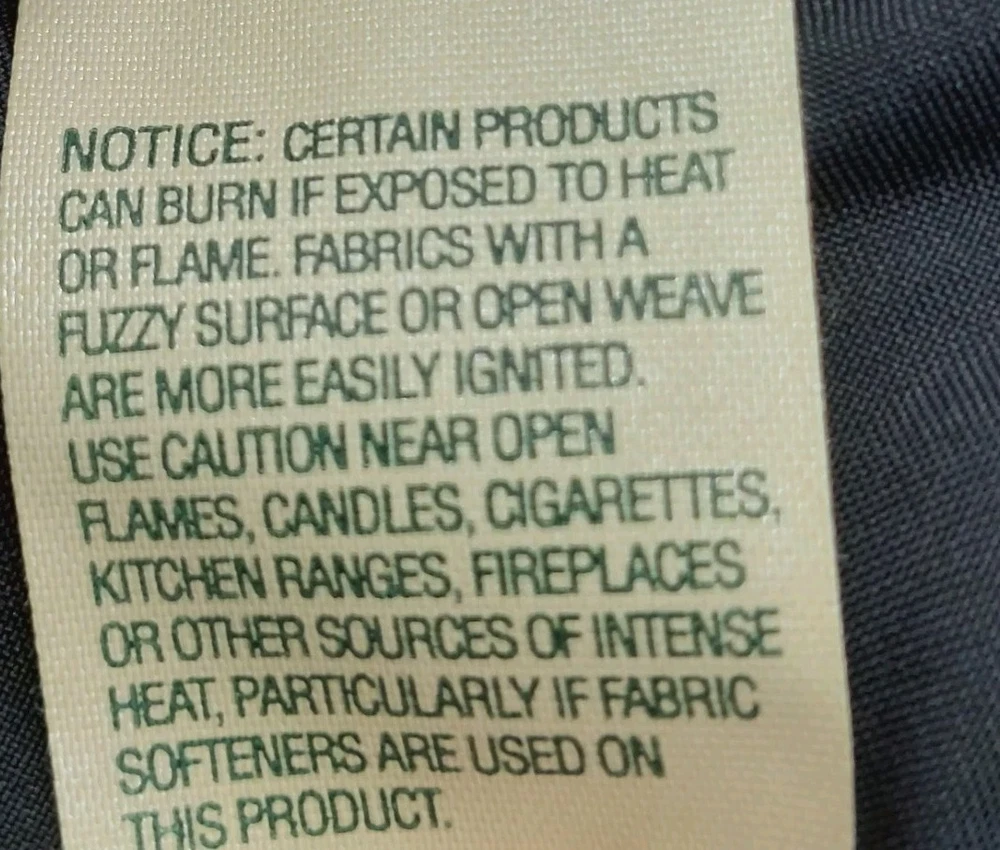 NOTICE: CERTAIN PRODUCTS
CAN BURN IF EXPOSED TO HEAT
OR FLAME. FABRICS WITH A
FUZZY SURFACE OR OPEN WEAVE
ARE MORE EASILY IGNITED.
USE CAUTION NEAR OPEN
FLAMES, CANDLES, CIGARETTES,
KITCHEN RANGES, FIREPLACES
OR OTHER SOURCES OF INTENSE
HEAT, PARTICULARLY IF FABRIC
SOFTENERS ARE USED ON
THIS PRODUCT.